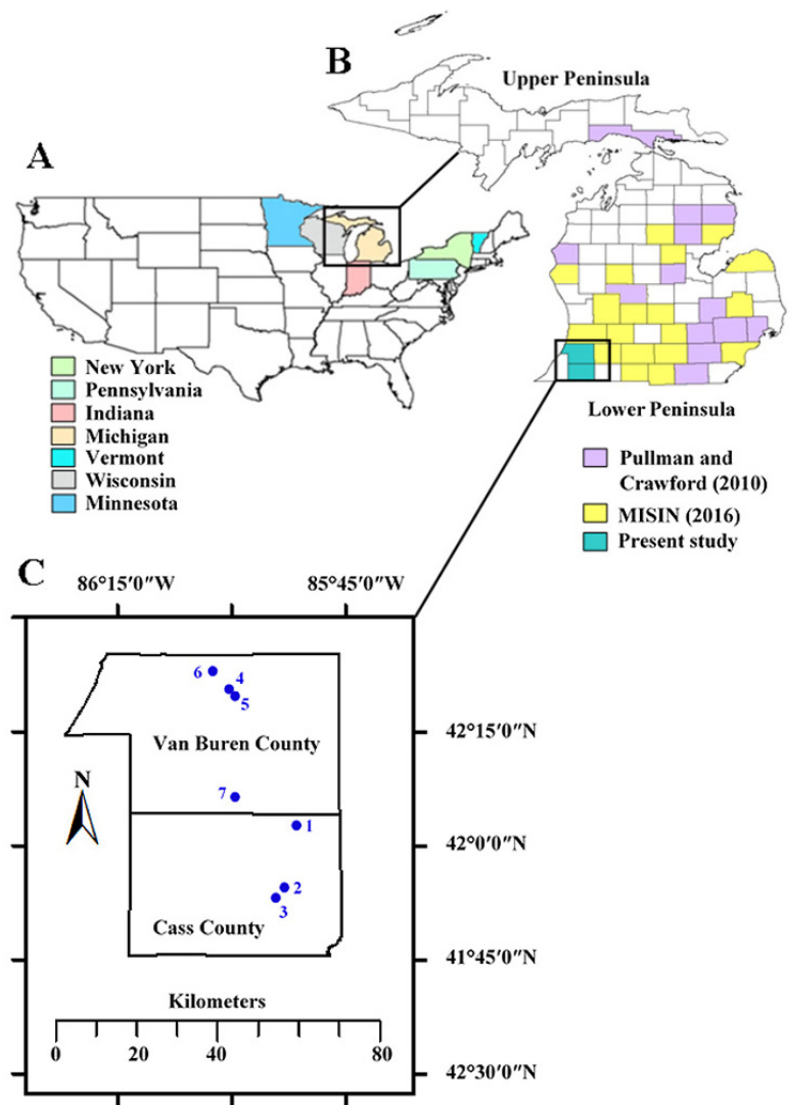 B
Upper Peninsula
A
New York
Pennsylvania
Indiana
Michigan
Vermont
Wisconsin
Minnesota
Lower Peninsula
Pullman and
Crawford (2010)
MISIN (2016)
Present study
C
86°15′0″W
85°45′0″W
6
4
5
42°15′0″N
Van Buren County
N
7
1
42°0′0″N
2
3
Cass County
41°45′0″N
Kilometers
0
40
80
42°30′0″N